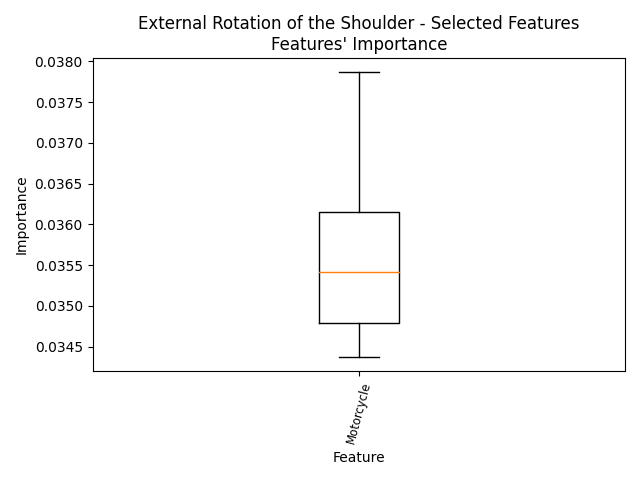 External Rotation of the Shoulder - Selected Features
Features' Importance
0.0380
0.0375
0.0370
0.0365
0.0360
0.0355
0.0350
0.0345
Importance
Motorcycle
Feature